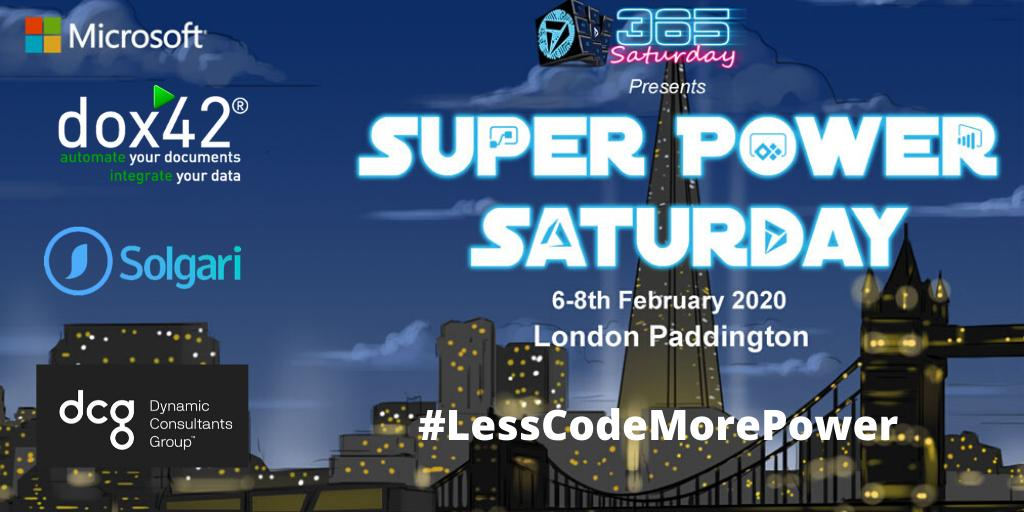 Microsoft
dox42®
automate your documents
integrate your data
Solgari
dcg
Dynamic
Consultants
Group™
365
Saturday
Presents
SUPER POWER
SATURDAY
6-8th February 2020
London Paddington
#LessCodeMorePower